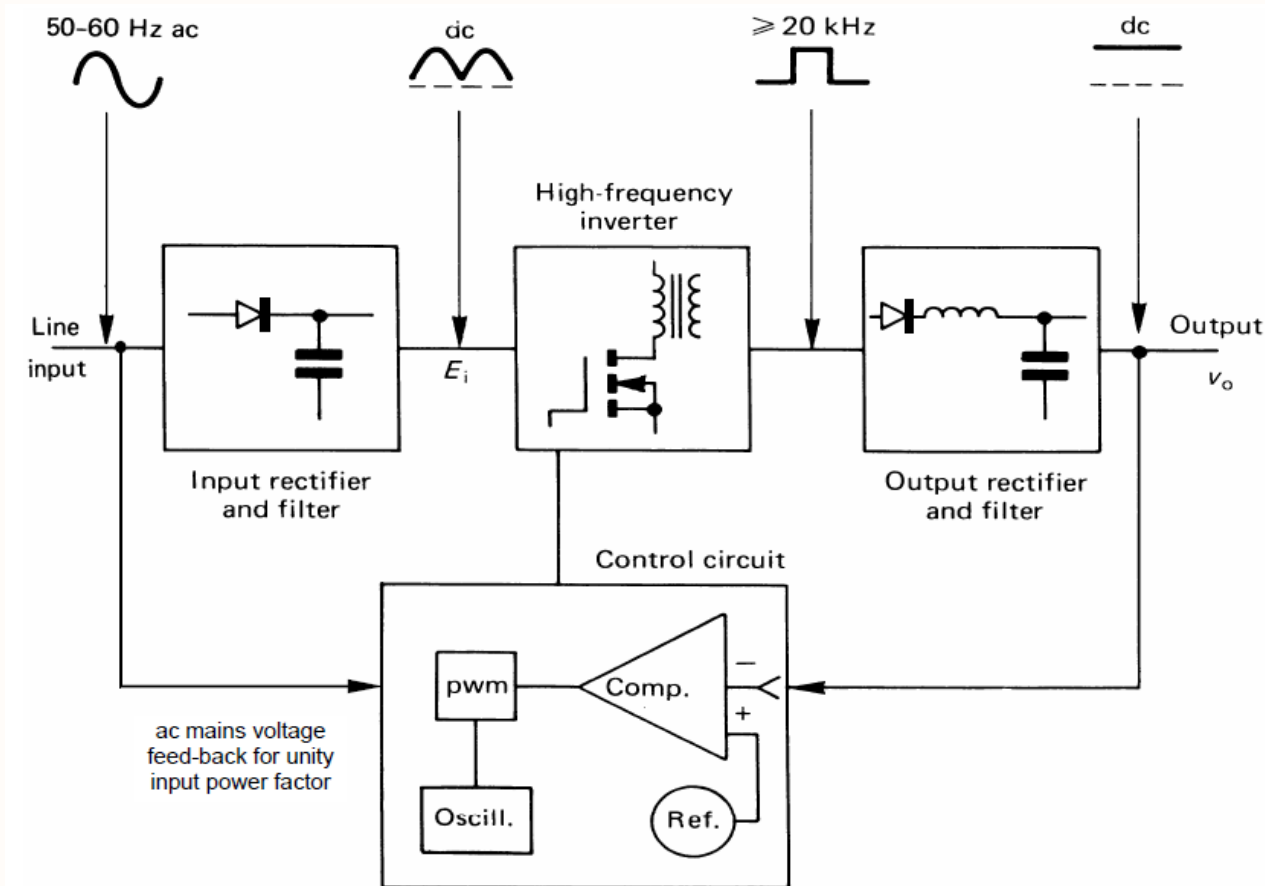 50–60 Hz ac
dc
⩾ 20 kHz
dc
High-frequency
inverter
Line
input
E_i
Output
v_o
Input rectifier
and filter
Output rectifier
and filter
Control circuit
pwm
Comp.
−
+
Oscill.
Ref.
ac mains voltage
feed-back for unity
input power factor